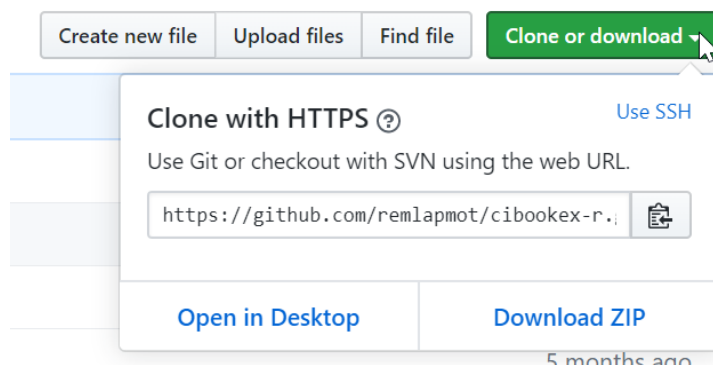 Create new file Upload files Find file Clone or download
Clone with HTTPS ?
Use SSH
Use Git or checkout with SVN using the web URL.
https://github.com/remlapmot/cibookex-r.
Open in Desktop Download ZIP
5 months ago